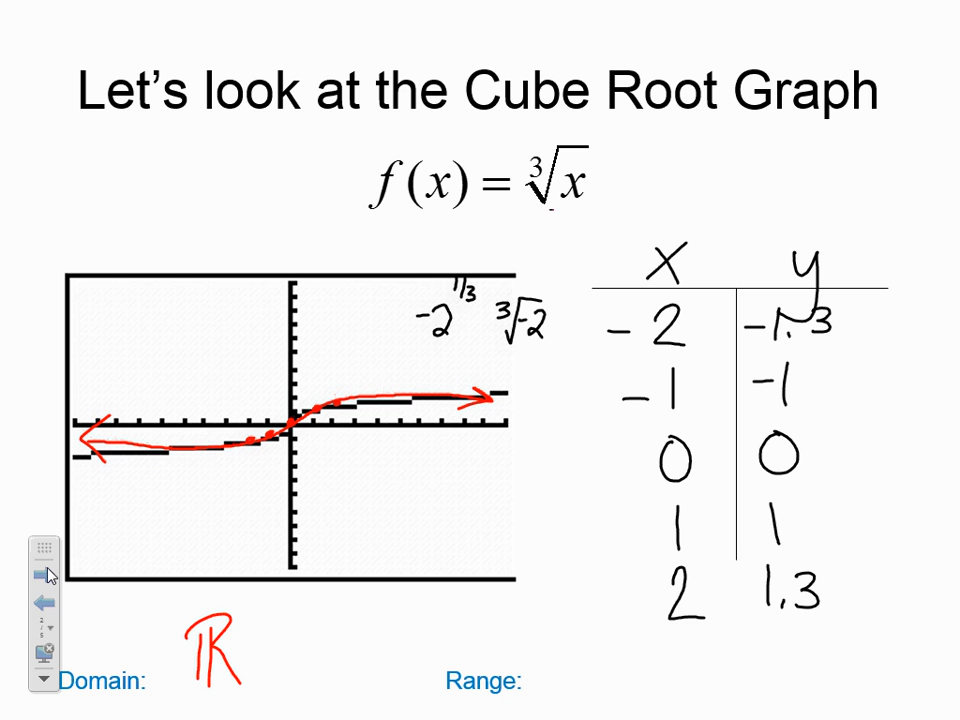 Let's look at the Cube Root Graph
f(x) = ∛x
-2^1/3 ∛-2
x y
-2 -1.3
-1 -1
0 0
1 1
2 1.3
ℝ
Domain:
Range: